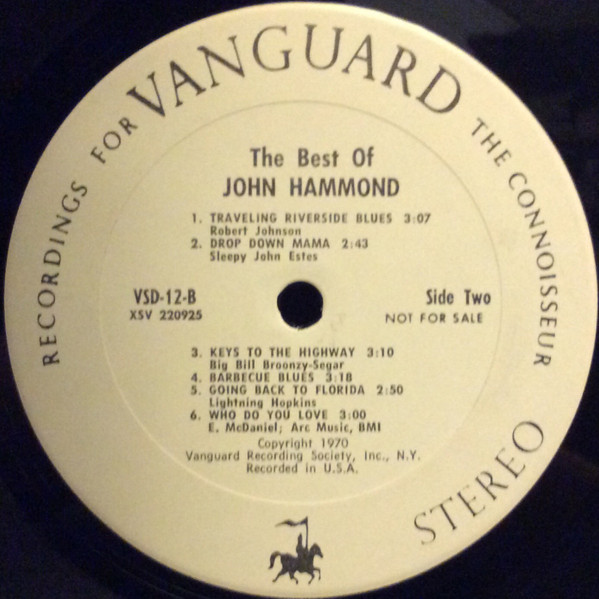 RECORDINGS FOR VANGUARD THE CONNOISSEUR
The Best Of
JOHN HAMMOND
1. TRAVELING RIVERSIDE BLUES 3:07
Robert Johnson
2. DROP DOWN MAMA 2:43
Sleepy John Estes
VSD-12-B
XSV 220925
Side Two
NOT FOR SALE
3. KEYS TO THE HIGHWAY 3:10
Big Bill Broonzy-Segar
4. BARBECUE BLUES 3:18
5. GOING BACK TO FLORIDA 2:50
Lightning Hopkins
6. WHO DO YOU LOVE 3:00
E. McDaniel; Arc Music, BMI
Copyright 1970
Vanguard Recording Society, Inc., N.Y.
Recorded in U.S.A.
STEREO